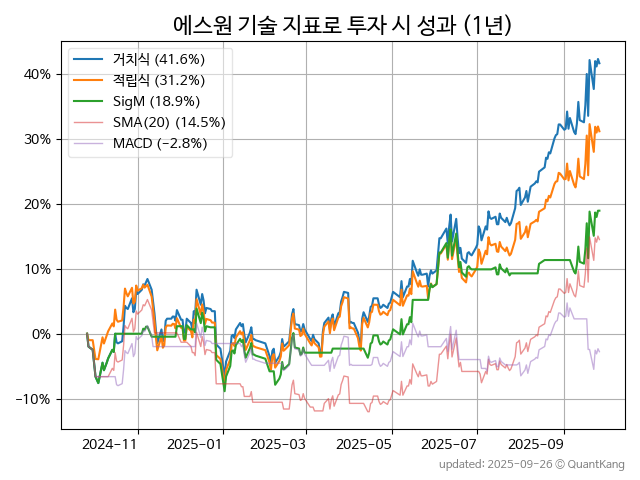 에스원 기술 지표로 투자 시 성과 (1년)
거치식 (41.6%)
적립식 (31.2%)
SigM (18.9%)
SMA(20) (14.5%)
MACD (−2.8%)
40%
30%
20%
10%
0%
−10%
2024-11
2025-01
2025-03
2025-05
2025-07
2025-09
updated: 2025-09-26 © QuantKang